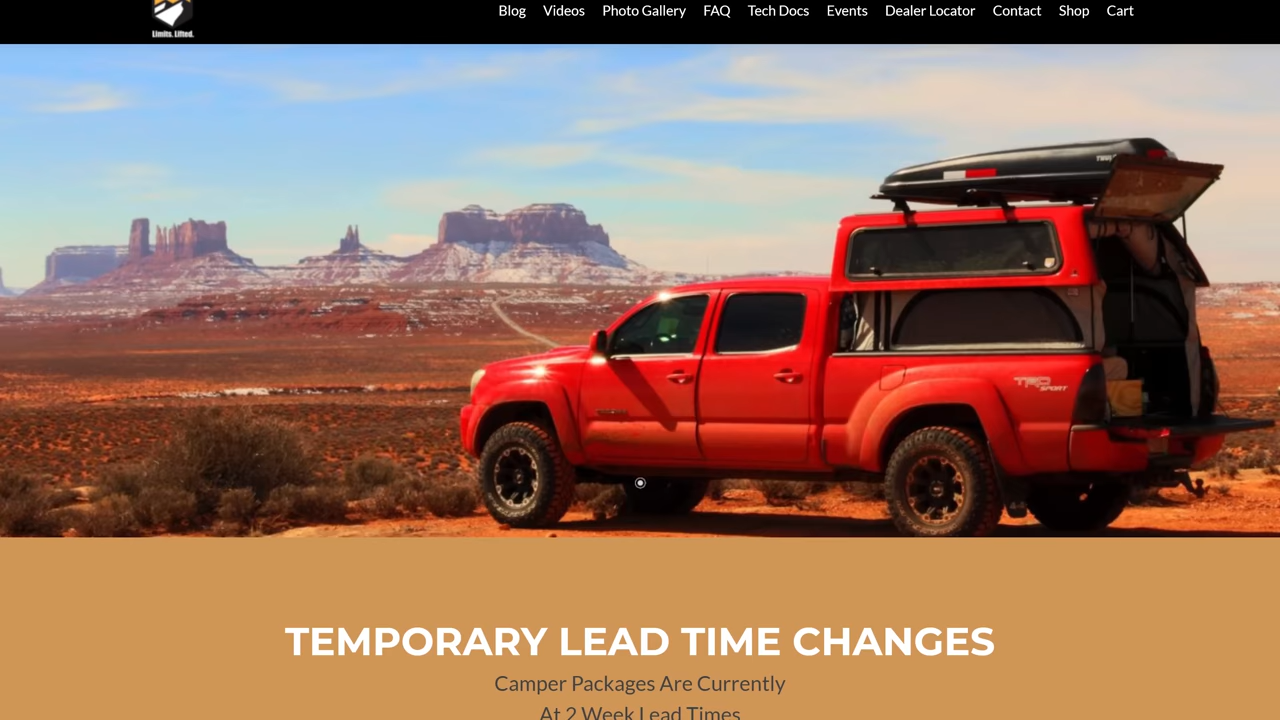 Limits. Lifted.
Blog Videos Photo Gallery FAQ Tech Docs Events Dealer Locator Contact Shop Cart
TRD
SPORT
TEMPORARY LEAD TIME CHANGES
Camper Packages Are Currently
At 2 Week Lead Times